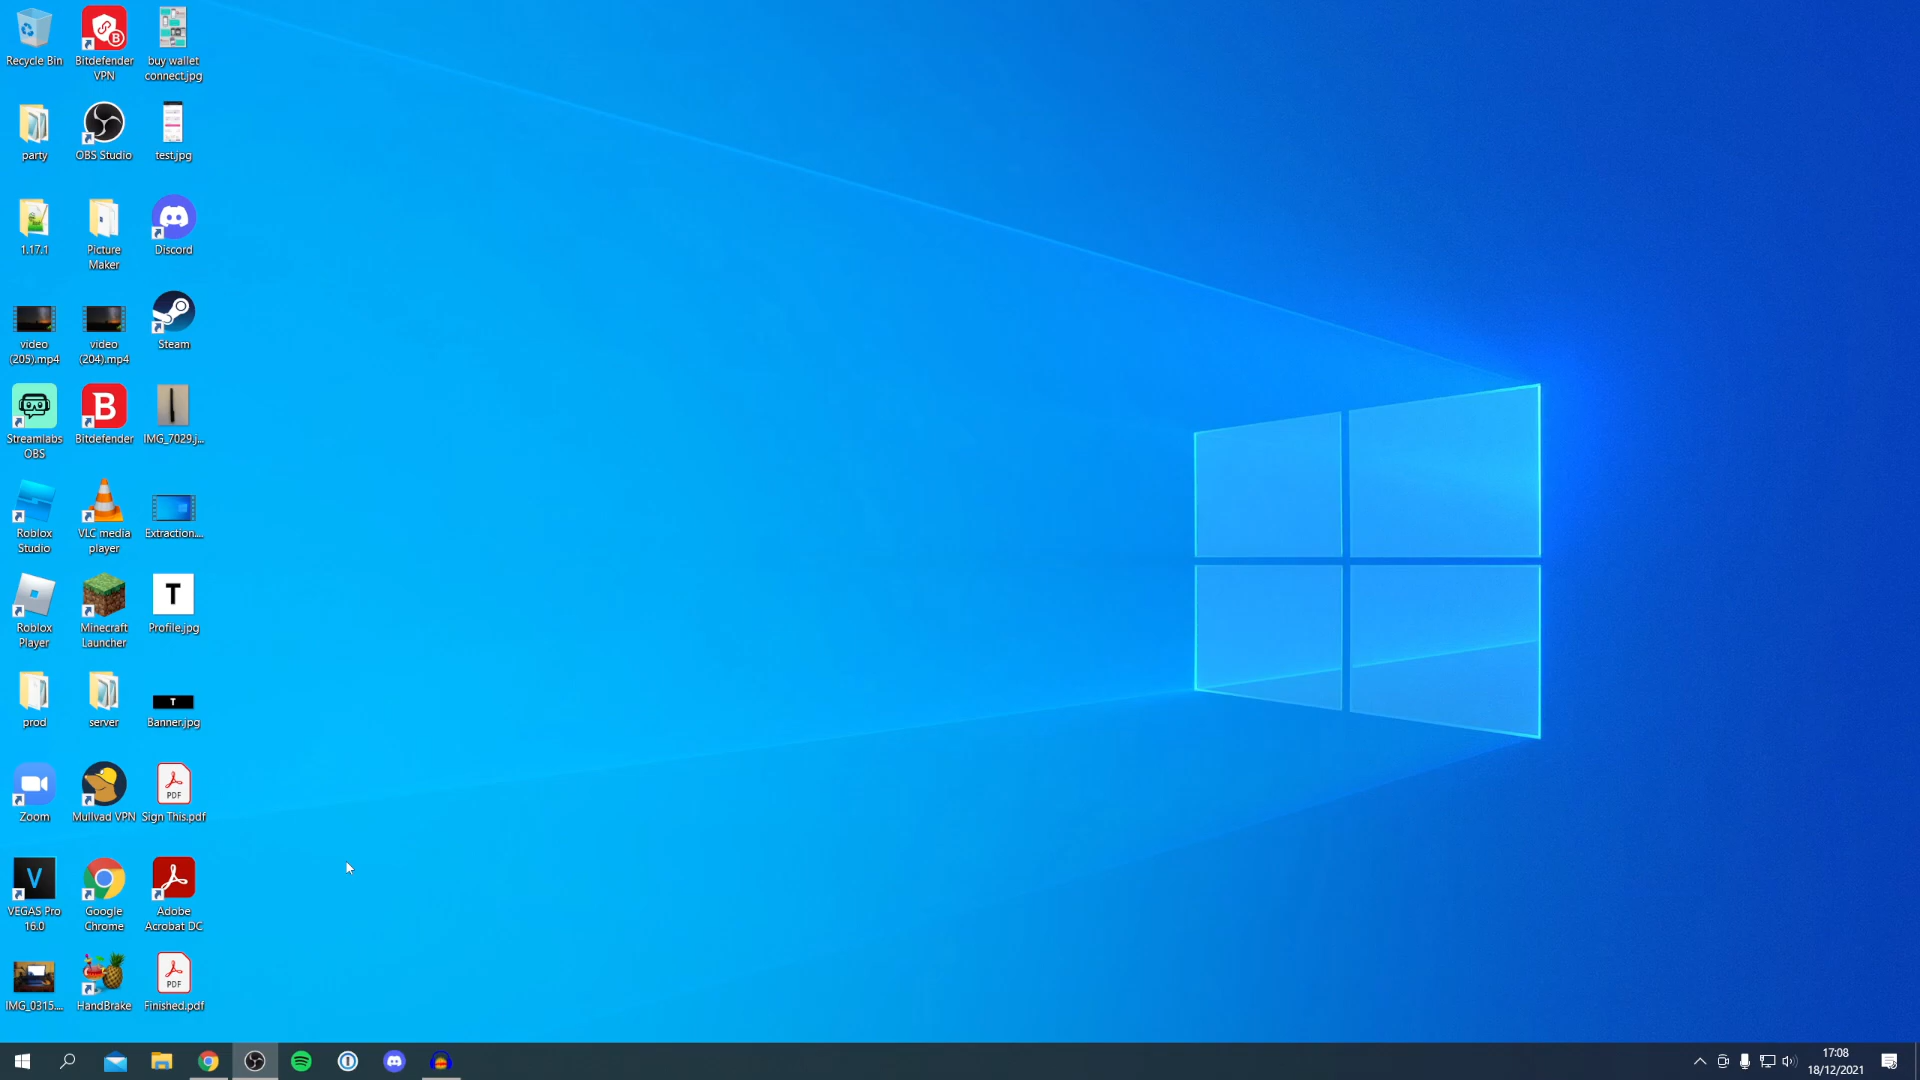 Recycle Bin
Bitdefender
VPN
buy wallet
connect.jpg
party
OBS Studio
test.jpg
1.17.1
Picture
Maker
Discord
video
(205).mp4
video
(204).mp4
Steam
Streamlabs
OBS
B
Bitdefender
IMG_7029.j...
Roblox
Studio
VLC media
player
Extraction....
Roblox
Player
Minecraft
Launcher
T
Profile.jpg
prod
server
T
Banner.jpg
Zoom
Mullvad VPN
PDF
Sign This.pdf
V
VEGAS Pro
16.0
Google
Chrome
Adobe
Acrobat DC
IMG_0315....
HandBrake
PDF
Finished.pdf
17:08
18/12/2021